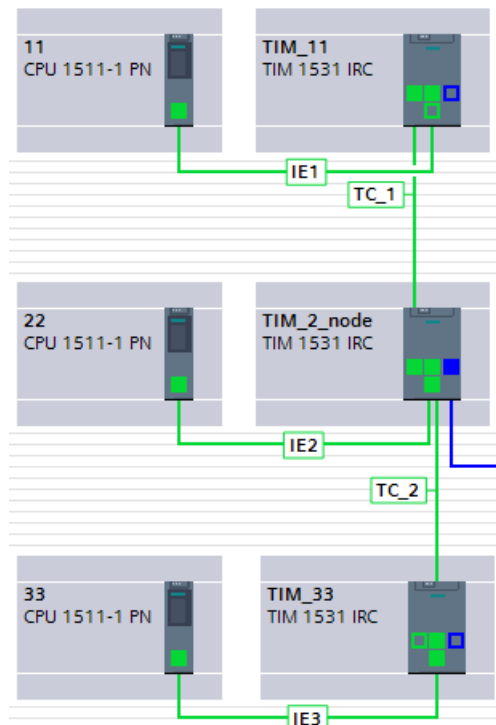 11
CPU 1511-1 PN
TIM_11
TIM 1531 IRC
IE1
TC_1
22
CPU 1511-1 PN
TIM_2_node
TIM 1531 IRC
IE2
TC_2
33
CPU 1511-1 PN
TIM_33
TIM 1531 IRC
IE3